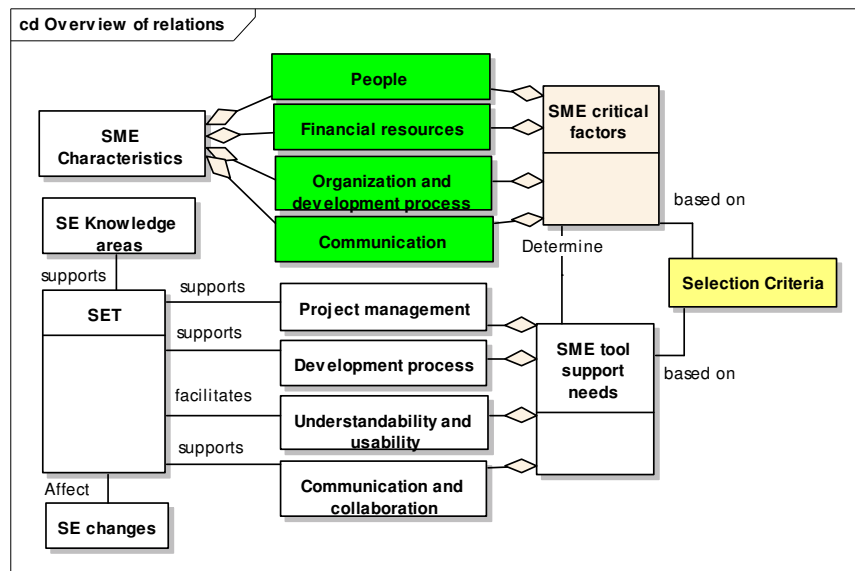 cd Overview of relations
People
SME critical
factors
Financial resources
SME
Characteristics
Organization and
development process
based on
SE Knowledge
areas
Communication
Determine
supports
supports
Selection Criteria
SET
Project management
supports
SME tool
support
needs
Development process
based on
facilitates
Understandability and
usability
supports
Communication and
collaboration
Affect
SE changes